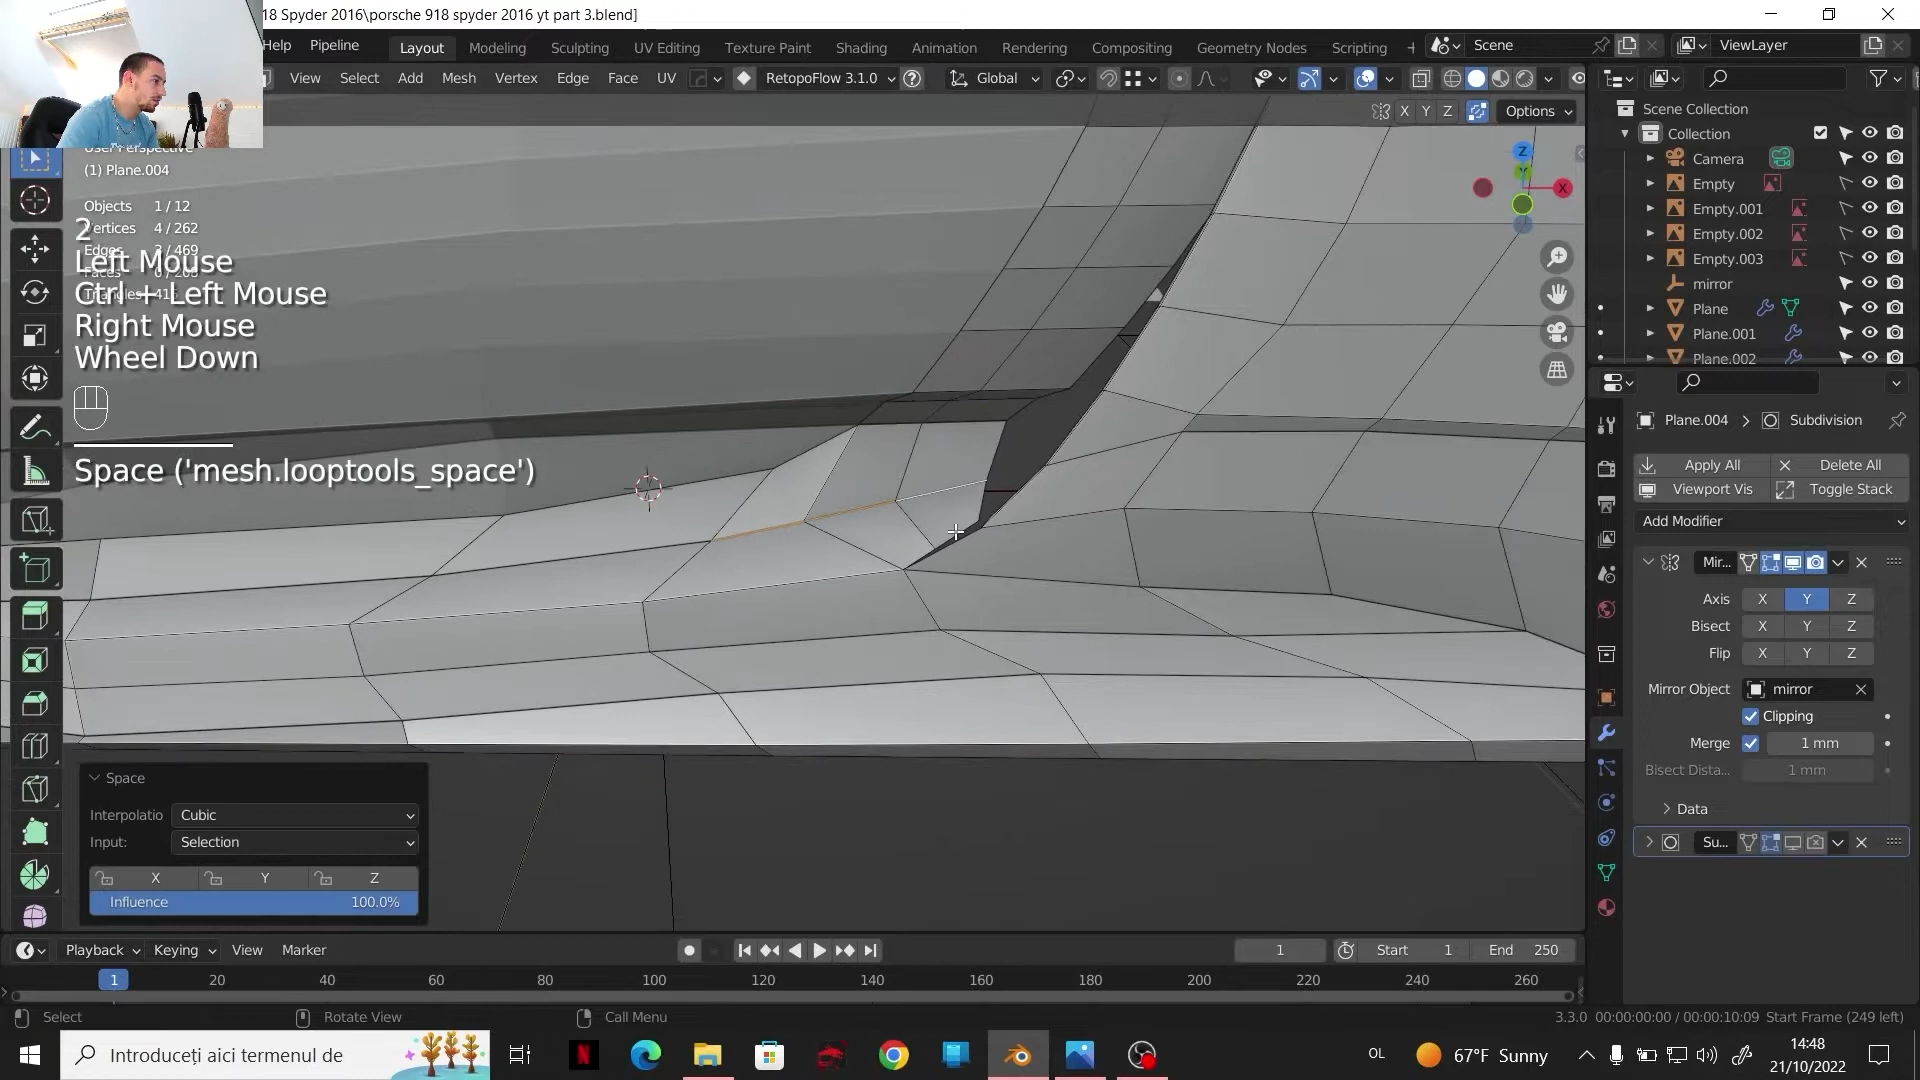 18 Spyder 2016\porsche 918 spyder 2016 yt part 3.blend]
Help Pipeline Layout Modeling Sculpting UV Editing Texture Paint Shading Animation Rendering Compositing Geometry Nodes Scripting + Scene ViewLayer
View Select Add Mesh Vertex Edge Face UV RetopoFlow 3.1.0 Global
X Y Z Options
User Perspective
(1) Plane.004
Objects 1 / 12
Vertices 4 / 262
Edges 3 / 469
Triangles 415
2
Left Mouse
Ctrl + Left Mouse
Right Mouse
Wheel Down
Space ('mesh.looptools_space')
Z
Y
X
Scene Collection
Collection
Camera
Empty
Empty.001
Empty.002
Empty.003
mirror
Plane
Plane.001
Plane.002
Plane.004 > Subdivision
Apply All Delete All
Viewport Vis Toggle Stack
Add Modifier
Mir...
Axis X Y Z
Bisect X Y Z
Flip X Y Z
Mirror Object mirror
Clipping
Merge 1 mm
Bisect Dista... 1 mm
Data
Su...
Space
Interpolatio Cubic
Input: Selection
X Y Z
Influence 100.0%
Playback Keying View Marker 1 Start 1 End 250
1 20 40 60 80 100 120 140 160 180 200 220 240 260
Select Rotate View Call Menu 3.3.0 00:00:00:00 / 00:00:10:09 Start Frame (249 left)
Introduceți aici termenul de OL 67°F Sunny 14:48
21/10/2022